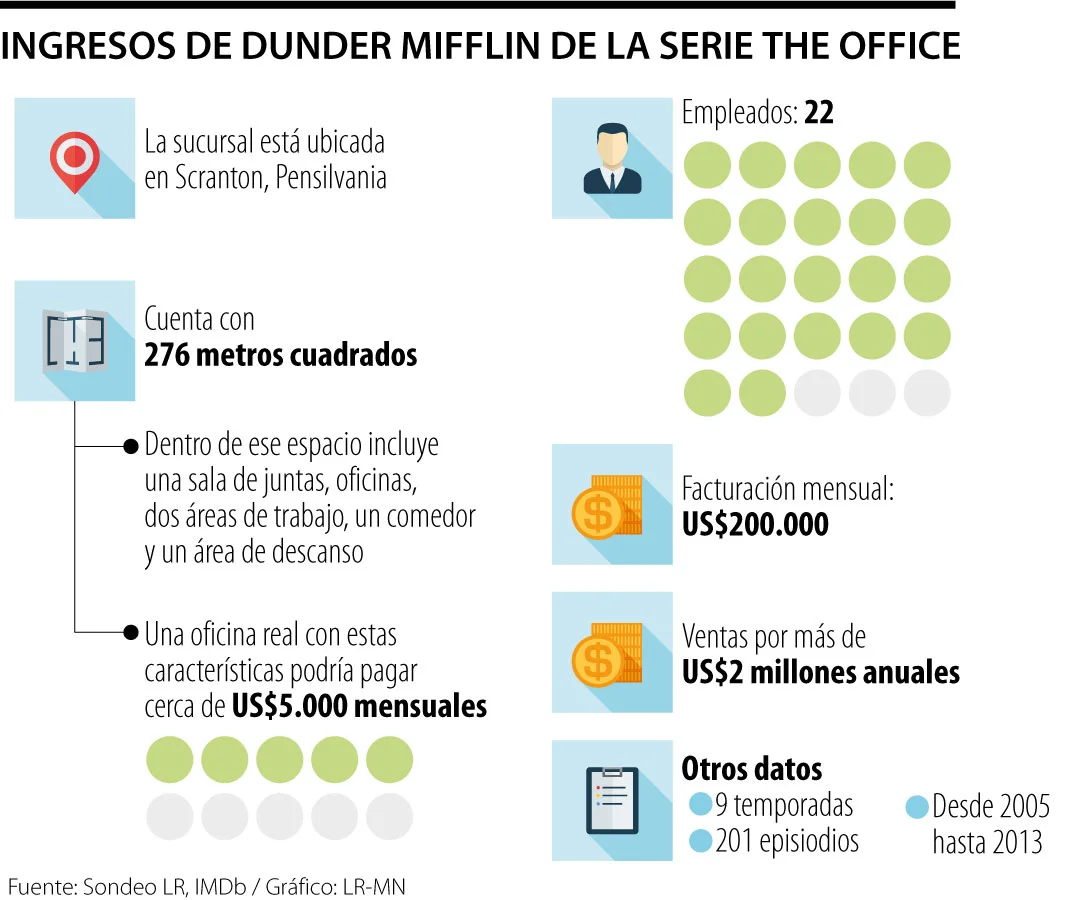 INGRESOS DE DUNDER MIFFLIN DE LA SERIE THE OFFICE
La sucursal está ubicada
en Scranton, Pensilvania
Cuenta con
276 metros cuadrados
Dentro de ese espacio incluye
una sala de juntas, oficinas,
dos áreas de trabajo, un comedor
y un área de descanso
Una oficina real con estas
características podría pagar
cerca de US$5.000 mensuales
Empleados: 22
Facturación mensual:
US$200.000
Ventas por más de
US$2 millones anuales
Otros datos
9 temporadas
201 episiodios
Desde 2005
hasta 2013
Fuente: Sondeo LR, IMDb / Gráfico: LR-MN